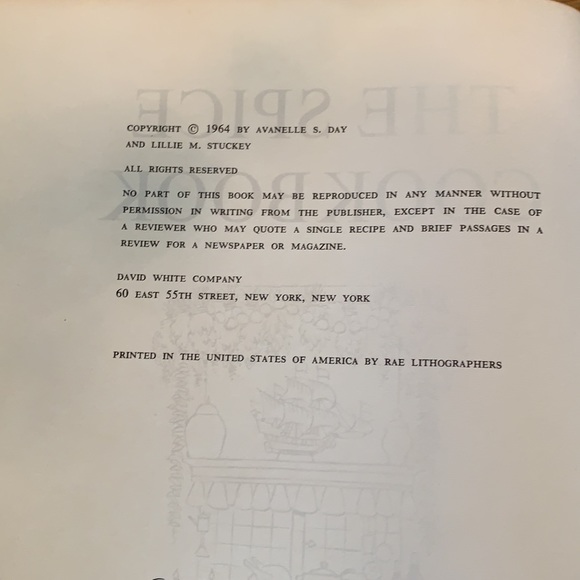 THE SPICE
COOKBOOK
COPYRIGHT © 1964 BY AVANELLE S. DAY
AND LILLIE M. STUCKEY
ALL RIGHTS RESERVED
NO PART OF THIS BOOK MAY BE REPRODUCED IN ANY MANNER WITHOUT
PERMISSION IN WRITING FROM THE PUBLISHER, EXCEPT IN THE CASE OF
A REVIEWER WHO MAY QUOTE A SINGLE RECIPE AND BRIEF PASSAGES IN A
REVIEW FOR A NEWSPAPER OR MAGAZINE.
DAVID WHITE COMPANY
60 EAST 55TH STREET, NEW YORK, NEW YORK
PRINTED IN THE UNITED STATES OF AMERICA BY RAE LITHOGRAPHERS